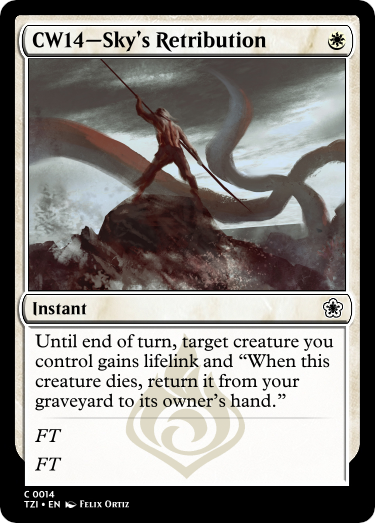 CW14—Sky's Retribution
Instant
Until end of turn, target creature you
control gains lifelink and “When this
creature dies, return it from your
graveyard to its owner's hand.”
FT
FT
C 0014
TZI • EN Felix Ortiz